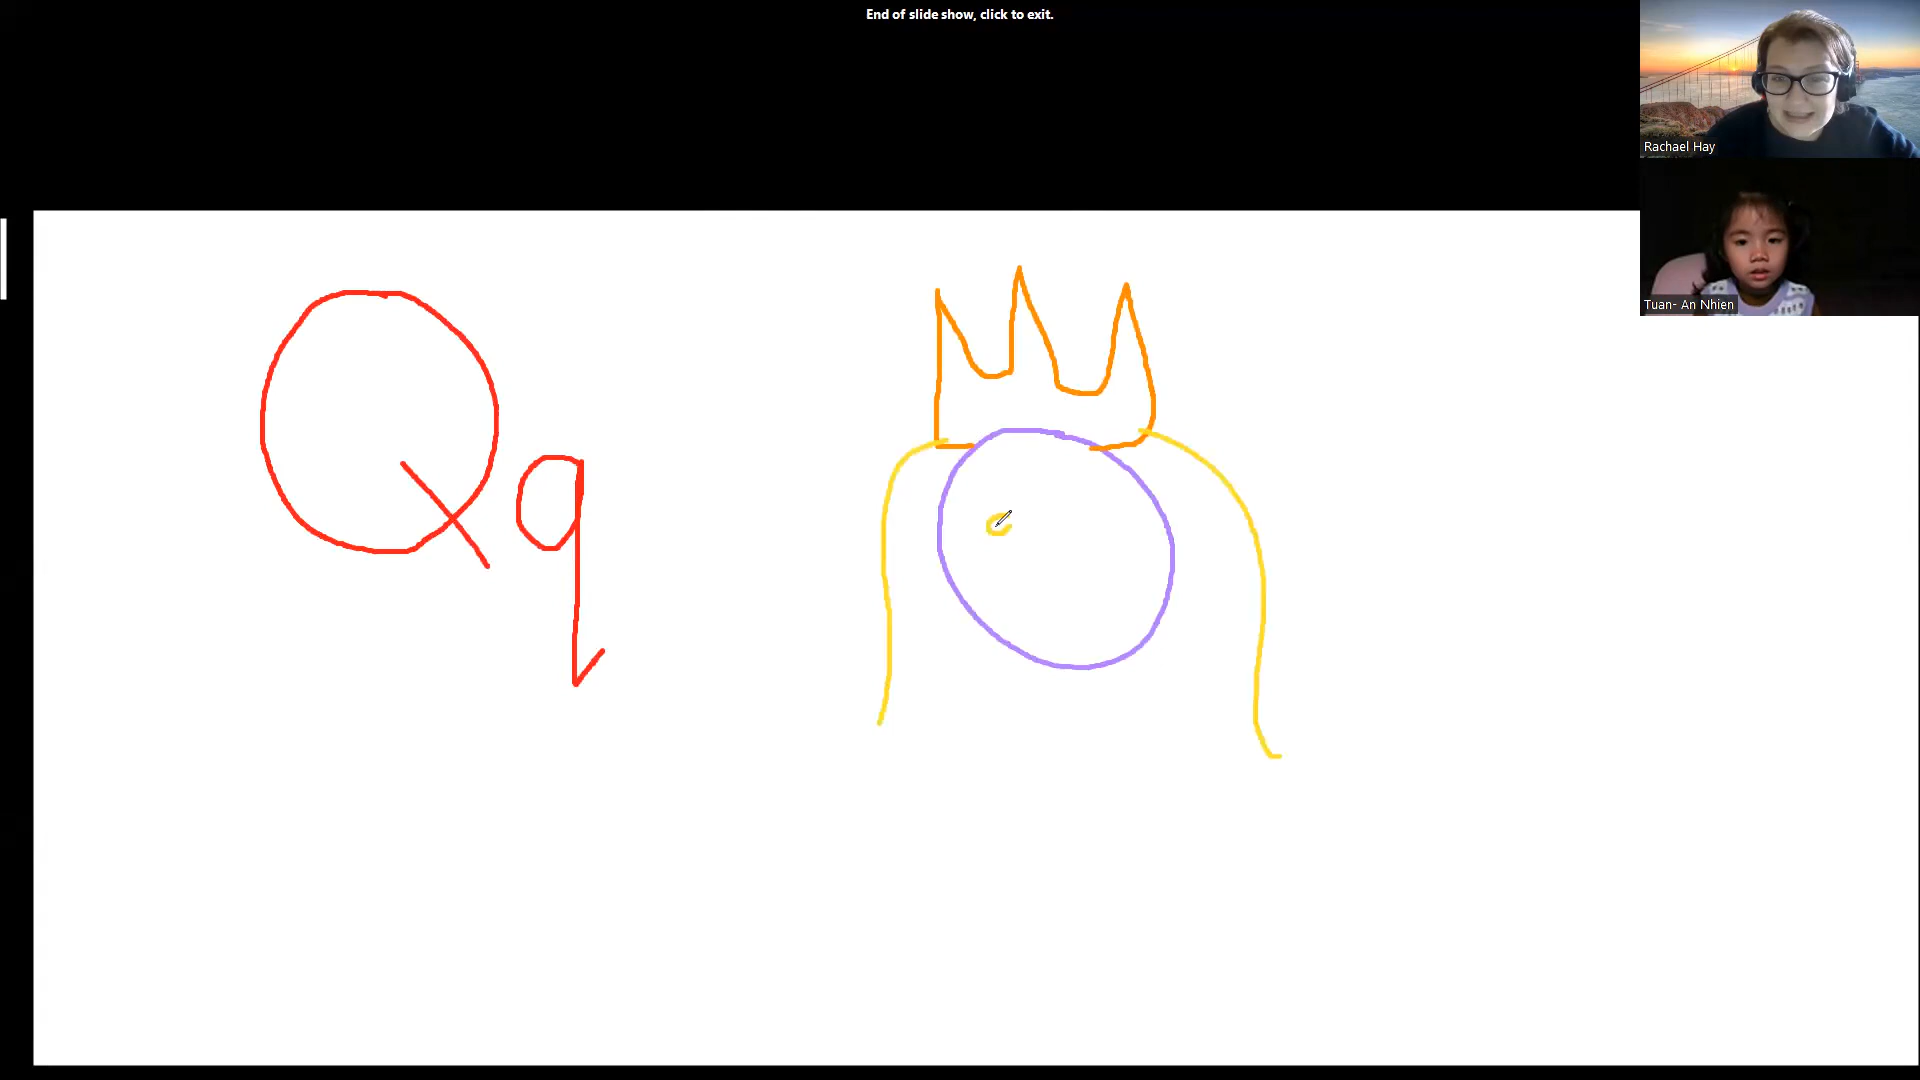 End of slide show, click to exit.
Rachael Hay
Tuan- An Nhien
Qq